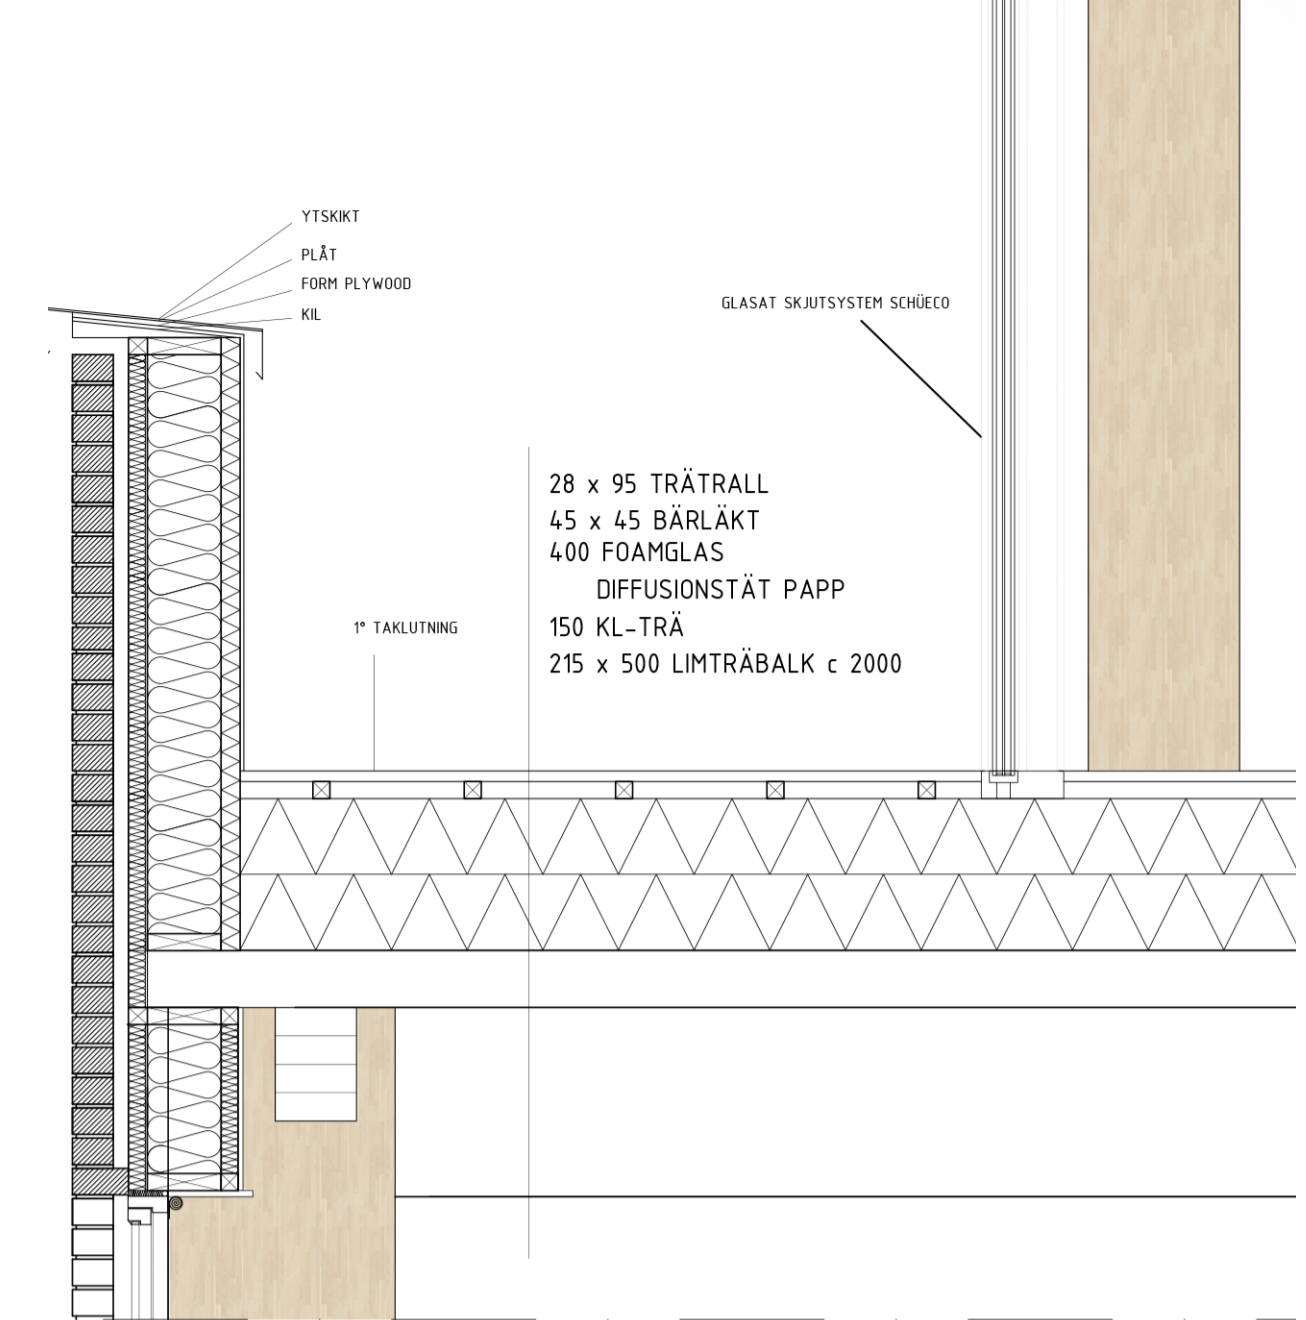 YTSKIKT
PLÅT
FORM PLYWOOD
KIL
GLASAT SKJUTSYSTEM SCHÜECO
28 x 95 TRÄTRALL
45 x 45 BÄRLÄKT
400 FOAMGLAS
DIFFUSIONSTÄT PAPP
150 KL-TRÄ
215 x 500 LIMTRÄBALK c 2000
1° TAKLUTNING